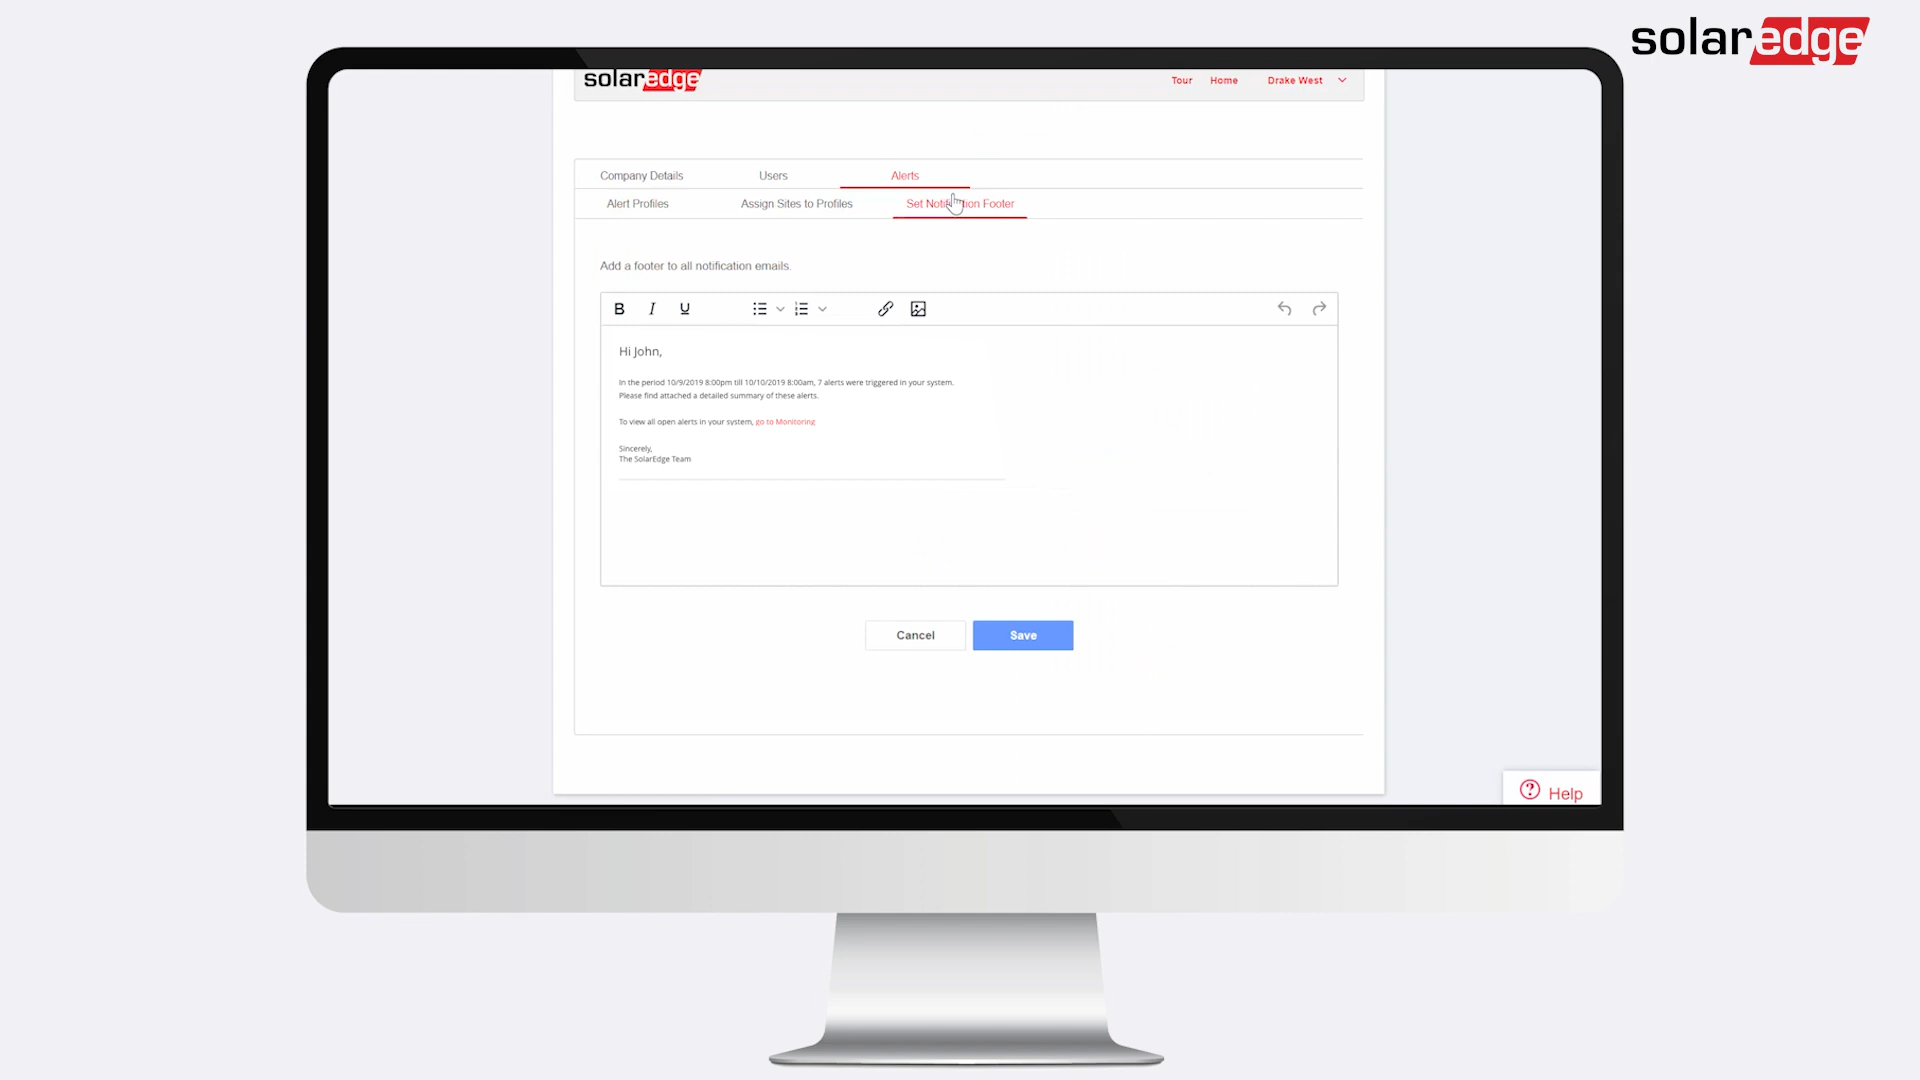 solaredge
solaredge
Tour Home Drake West
Company Details Users Alerts
Alert Profiles Assign Sites to Profiles Set Notification Footer
Add a footer to all notification emails.
B I U
Hi John,
In the period 10/9/2019 8:00pm till 10/10/2019 8:00am, 7 alerts were triggered in your system.
Please find attached a detailed summary of these alerts.
To view all open alerts in your system, go to Monitoring
Sincerely,
The SolarEdge Team
Cancel Save
? Help